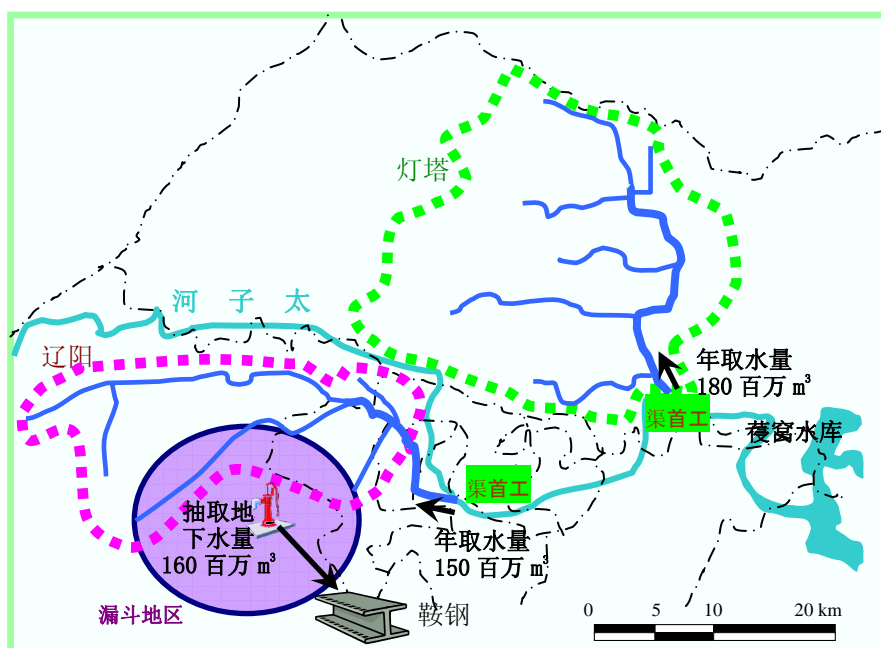 灯塔
河 子 太
辽阳
年取水量
180 百万 m³
渠首工
葠窝水库
渠首工
抽取地
下水量
160 百万 m³
年取水量
150 百万 m³
漏斗地区
鞍钢
0 5 10 20 km